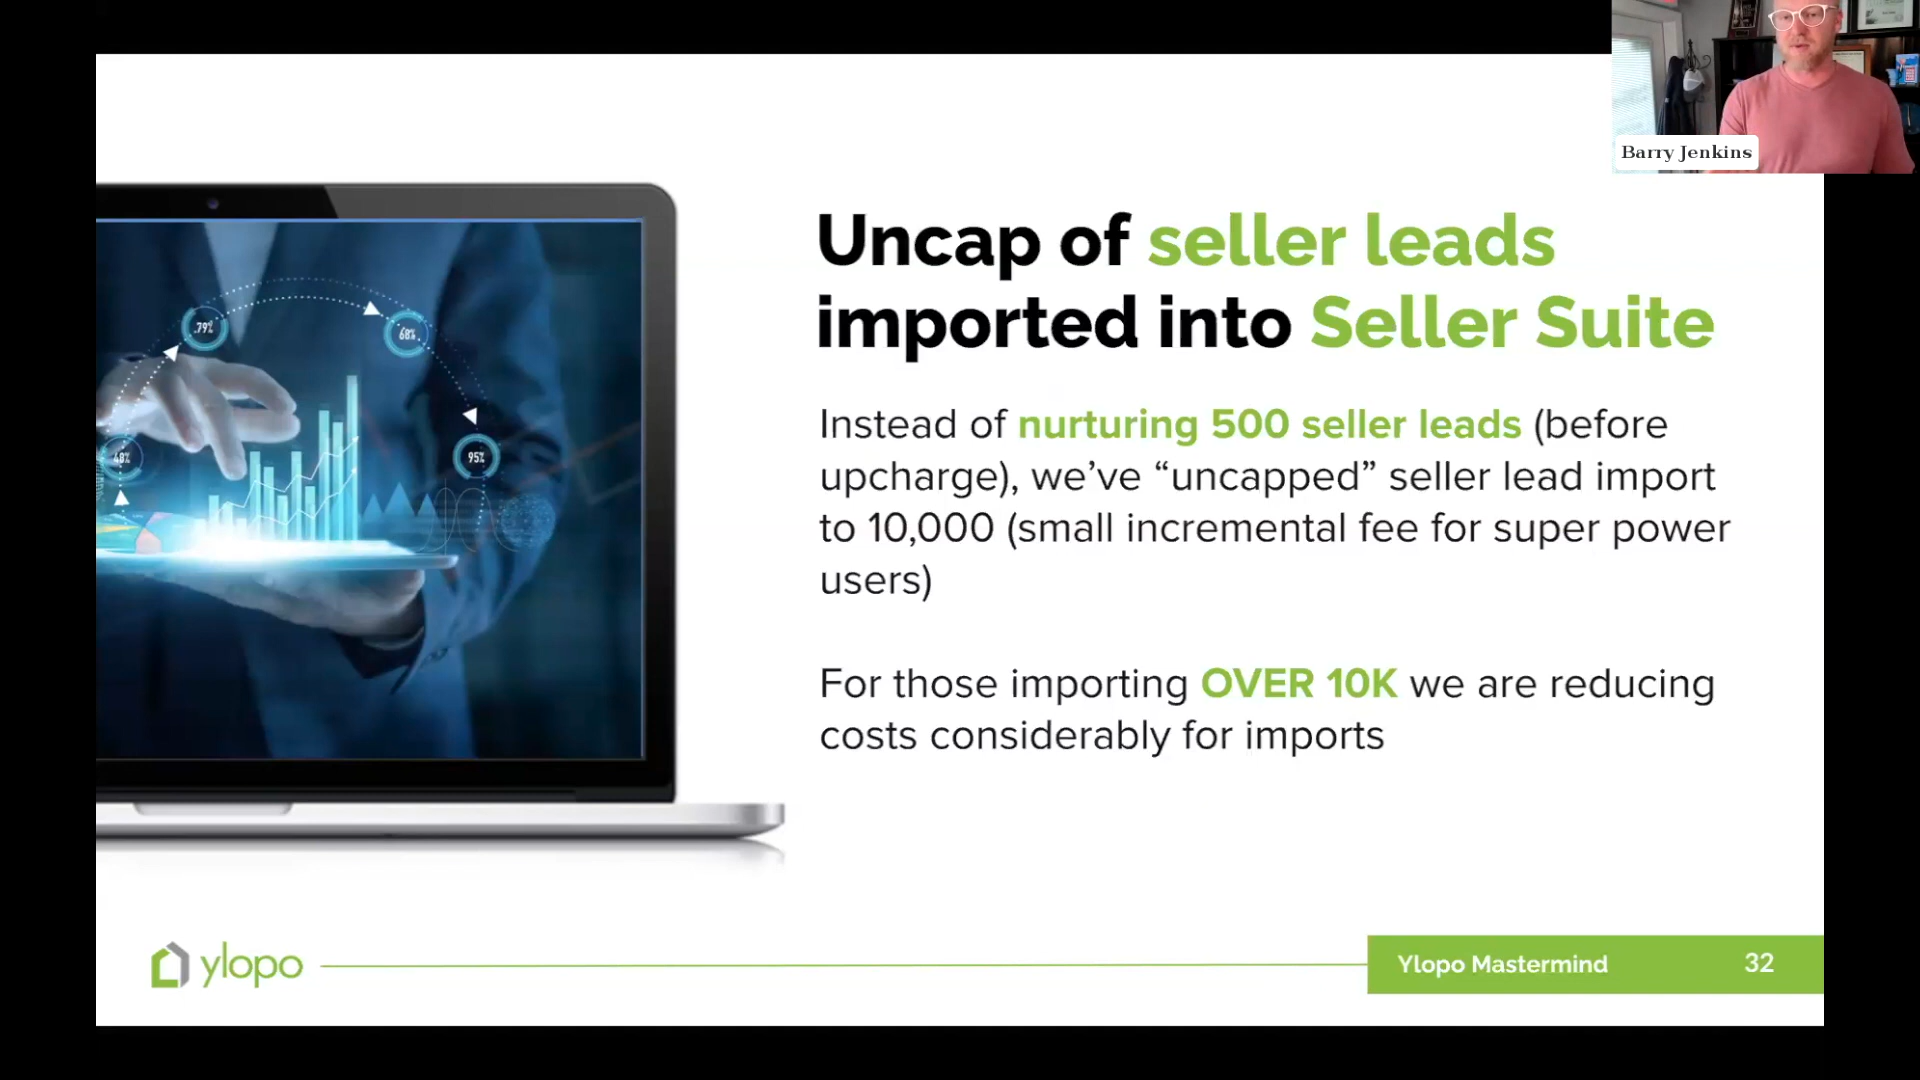 Barry Jenkins
Uncap of seller leads
imported into Seller Suite
79%
68%
48%
95%
Instead of nurturing 500 seller leads (before
upcharge), we’ve “uncapped” seller lead import
to 10,000 (small incremental fee for super power
users)
For those importing OVER 10K we are reducing
costs considerably for imports
ylopo
Ylopo Mastermind
32